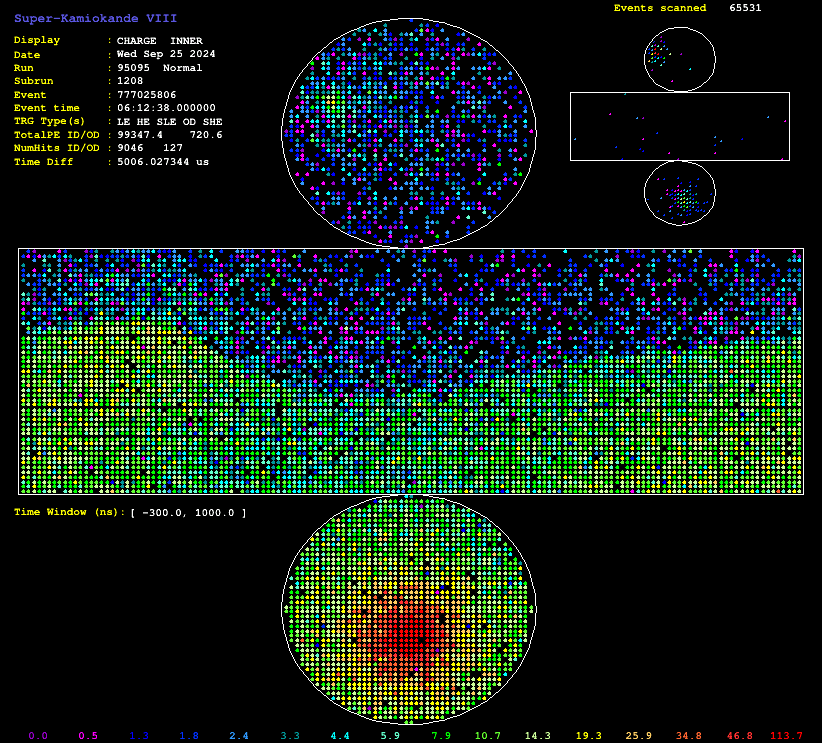 Super-Kamiokande VIII
Events scanned 65531
Display : CHARGE INNER
Date : Wed Sep 25 2024
Run : 95095 Normal
Subrun : 1208
Event : 777025806
Event time : 06:12:38.000000
TRG Type(s) : LE HE SLE OD SHE
TotalPE ID/OD : 99347.4 720.6
NumHits ID/OD : 9046 127
Time Diff : 5006.027344 us
Time Window (ns): [ -300.0, 1000.0 ]
0.0 0.5 1.3 1.8 2.4 3.3 4.4 5.9 7.9 10.7 14.3 19.3 25.9 34.8 46.8 113.7